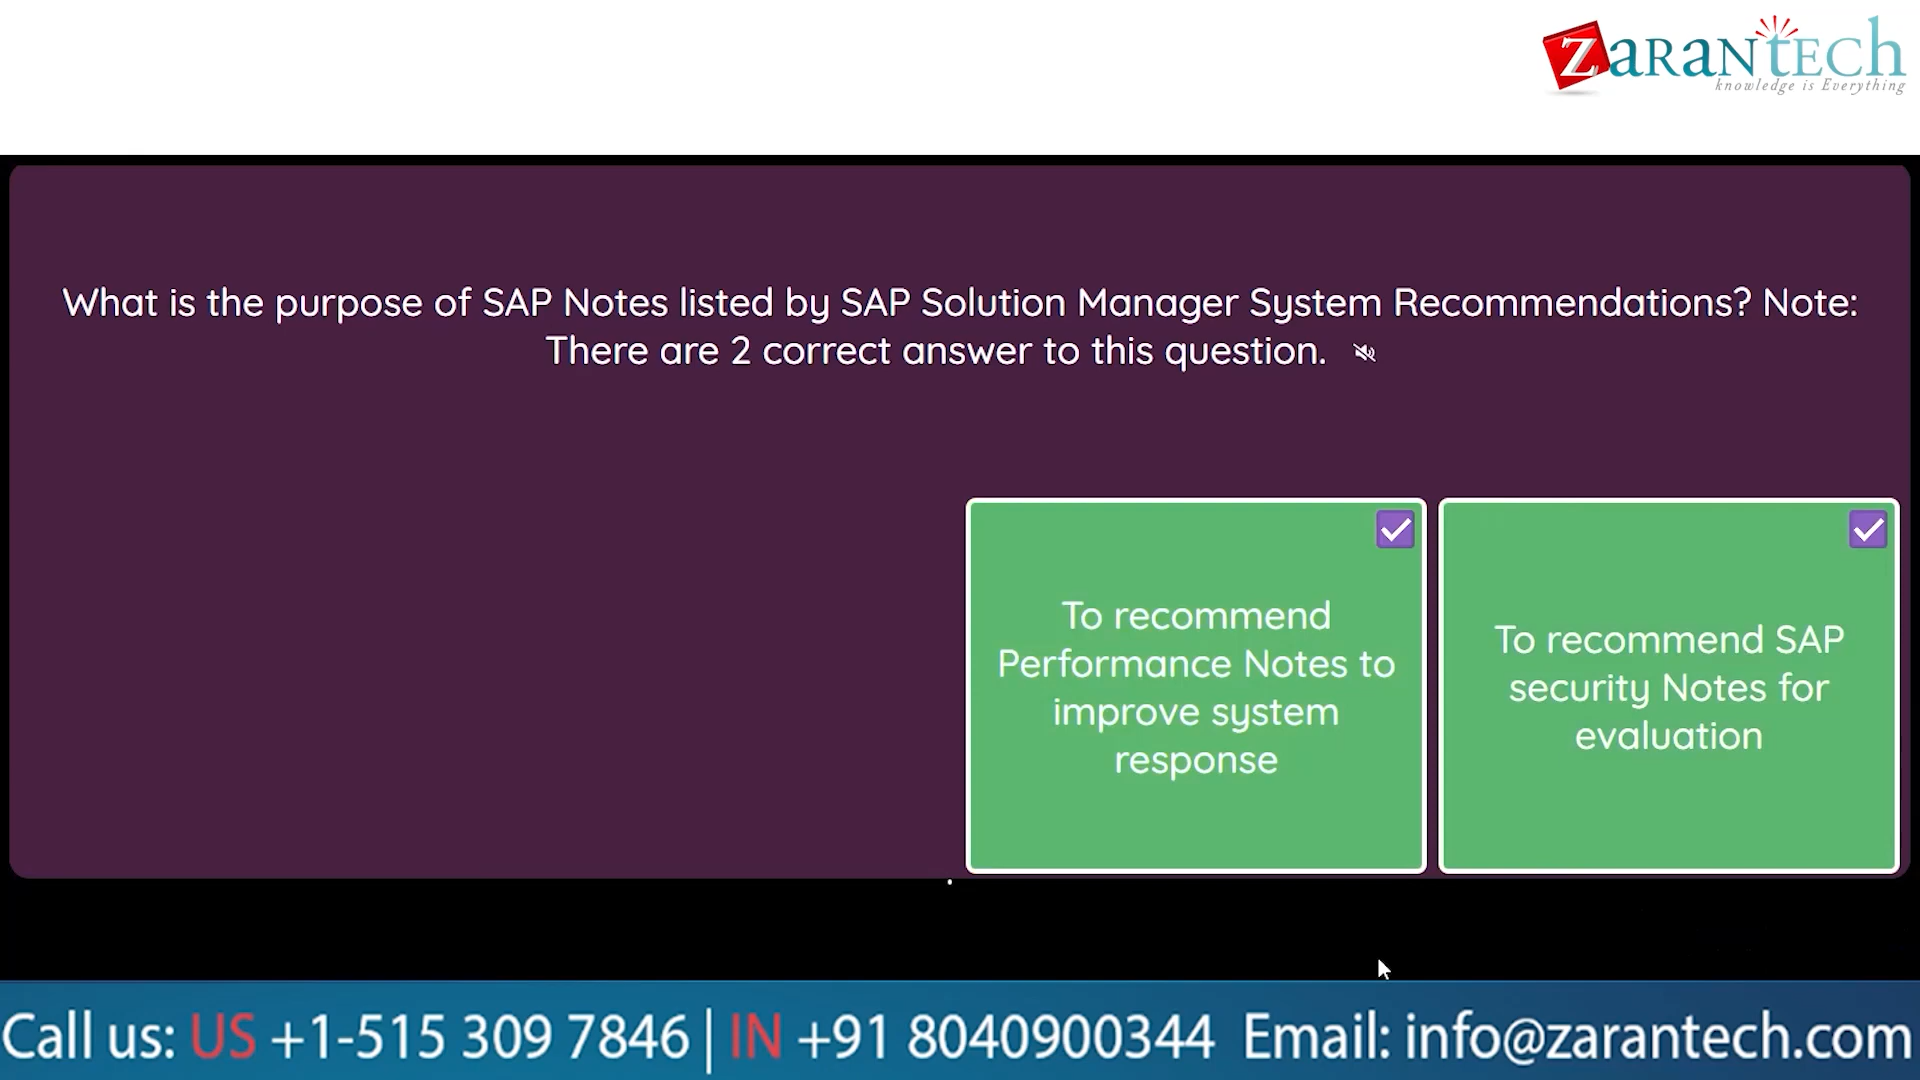 ZaranTech
knowledge is Everything
What is the purpose of SAP Notes listed by SAP Solution Manager System Recommendations? Note:
There are 2 correct answer to this question.
To recommend
Performance Notes to
improve system
response
To recommend SAP
security Notes for
evaluation
Call us: US +1-515 309 7846 | IN +91 8040900344 Email: info@zarantech.com